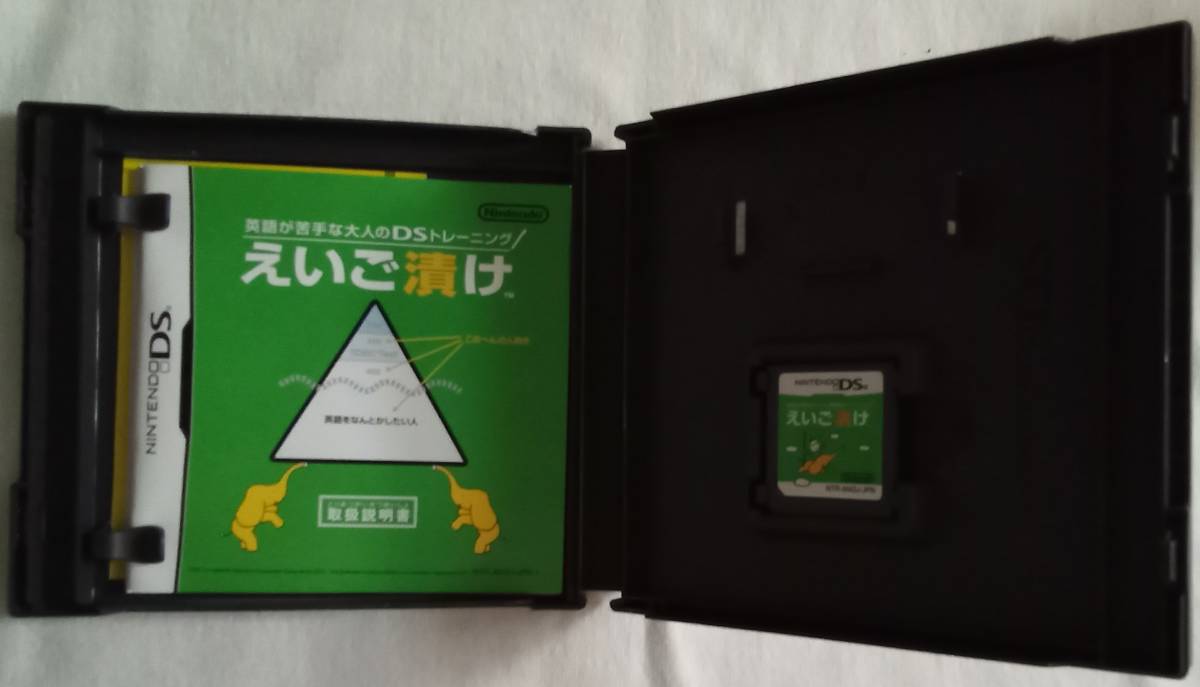 Nintendo
英語が苦手な大人のDSトレーニング
えいご漬け™
英語をなんとかしたい人
取扱説明書
NINTENDO DS
NINTENDO DS
えいご漬け